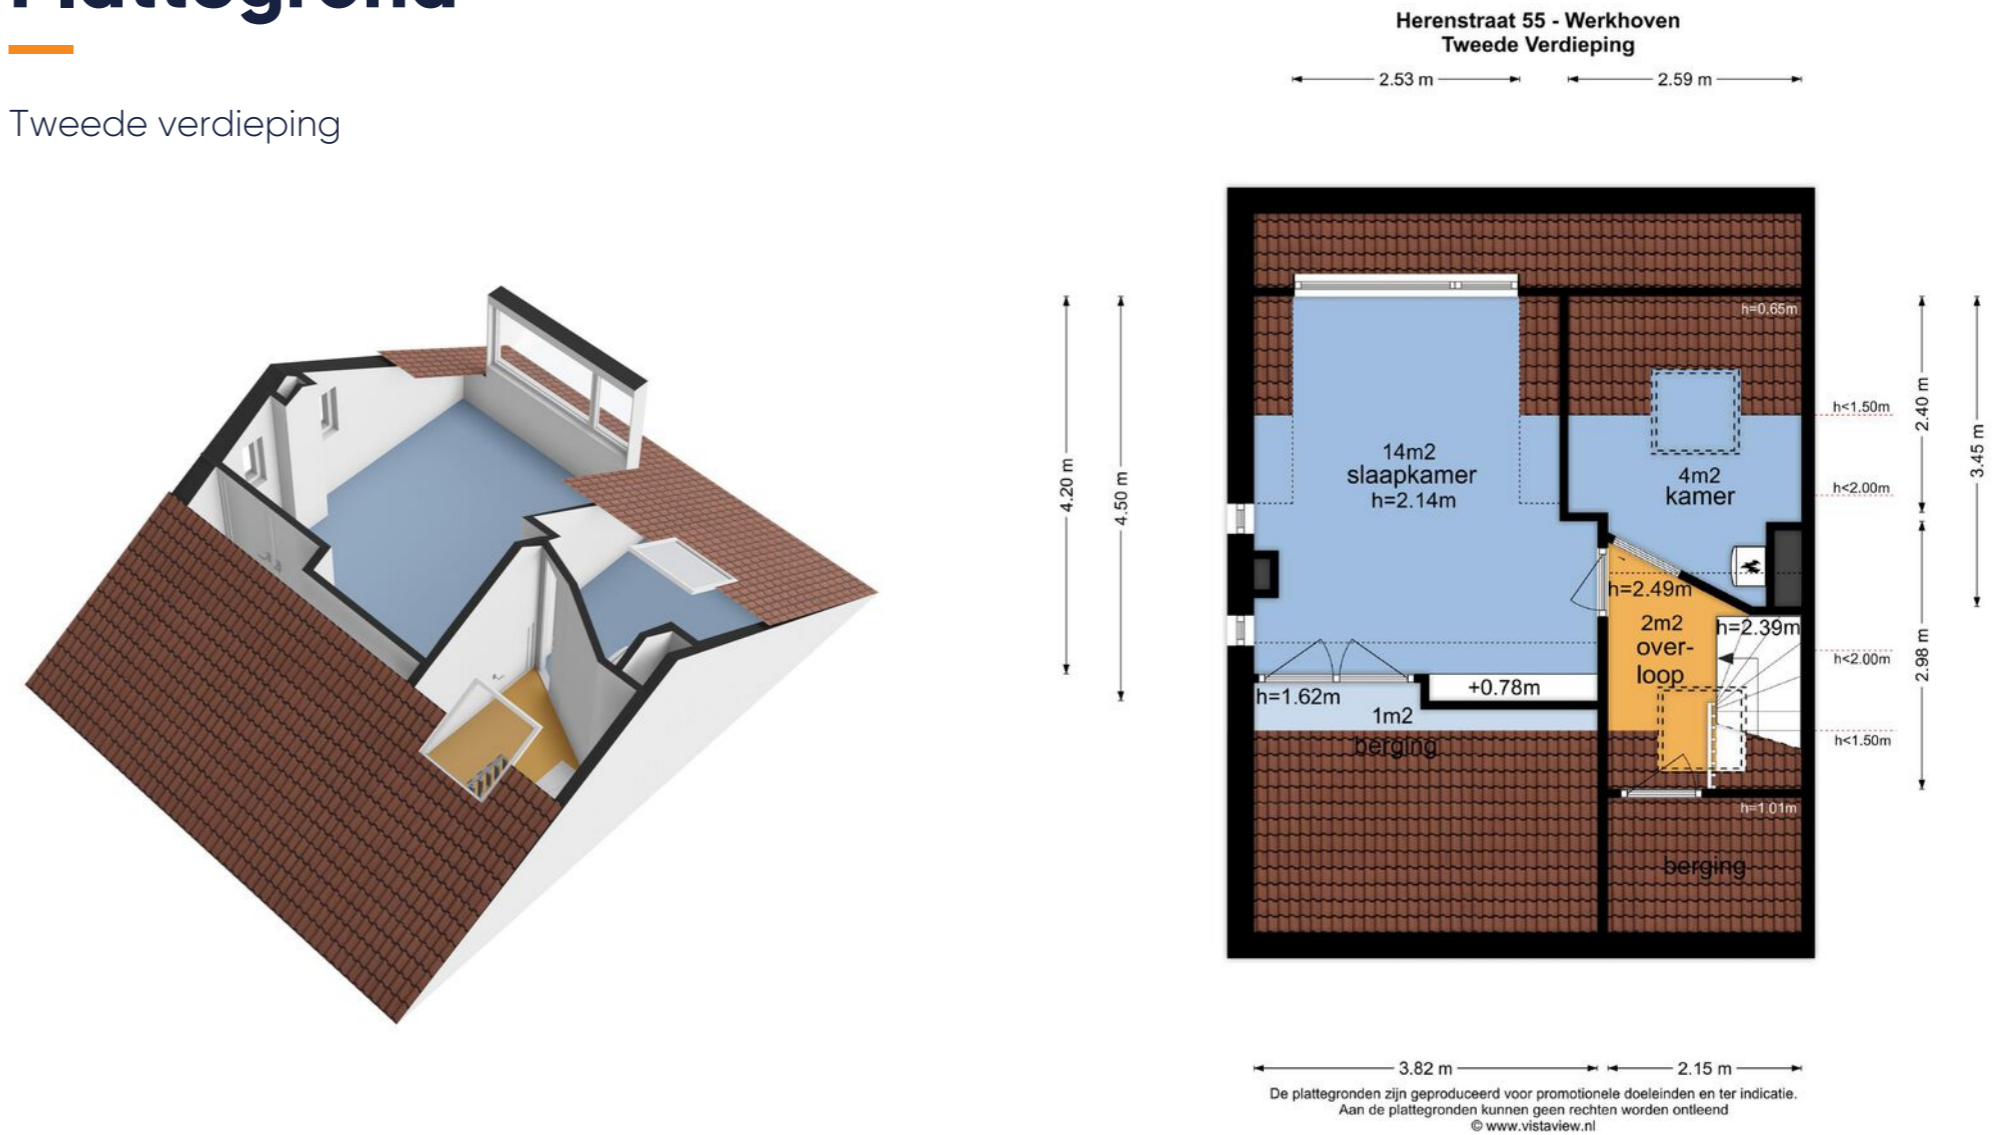 Plattegrond
Tweede verdieping
Herenstraat 55 - Werkhoven
Tweede Verdieping
2.53 m
2.59 m
h=0.65m
h<1.50m
2.40 m
3.45 m
4.20 m
4.50 m
14m2
slaapkamer
h=2.14m
4m2
kamer
h<2.00m
h=2.49m
2m2
over-
loop
h=2.39m
h<2.00m
2.98 m
h=1.62m
+0.78m
1m2
berging
h<1.50m
h=1.01m
berging
3.82 m
2.15 m
De plattegronden zijn geproduceerd voor promotionele doeleinden en ter indicatie.
Aan de plattegronden kunnen geen rechten worden ontleend
© www.vistaview.nl